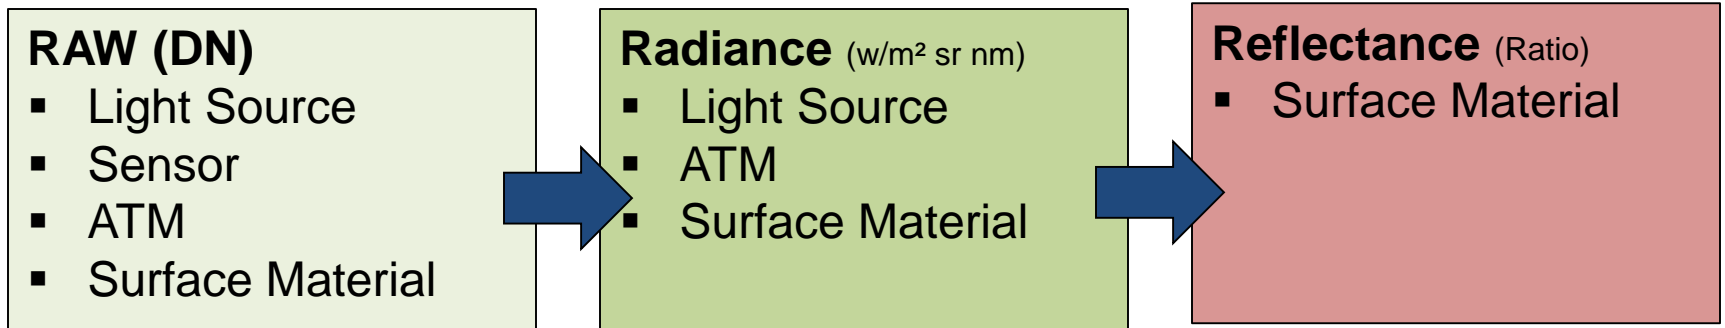 RAW (DN)
▪ Light Source
▪ Sensor
▪ ATM
▪ Surface Material
Radiance (w/m² sr nm)
▪ Light Source
▪ ATM
▪ Surface Material
Reflectance (Ratio)
▪ Surface Material